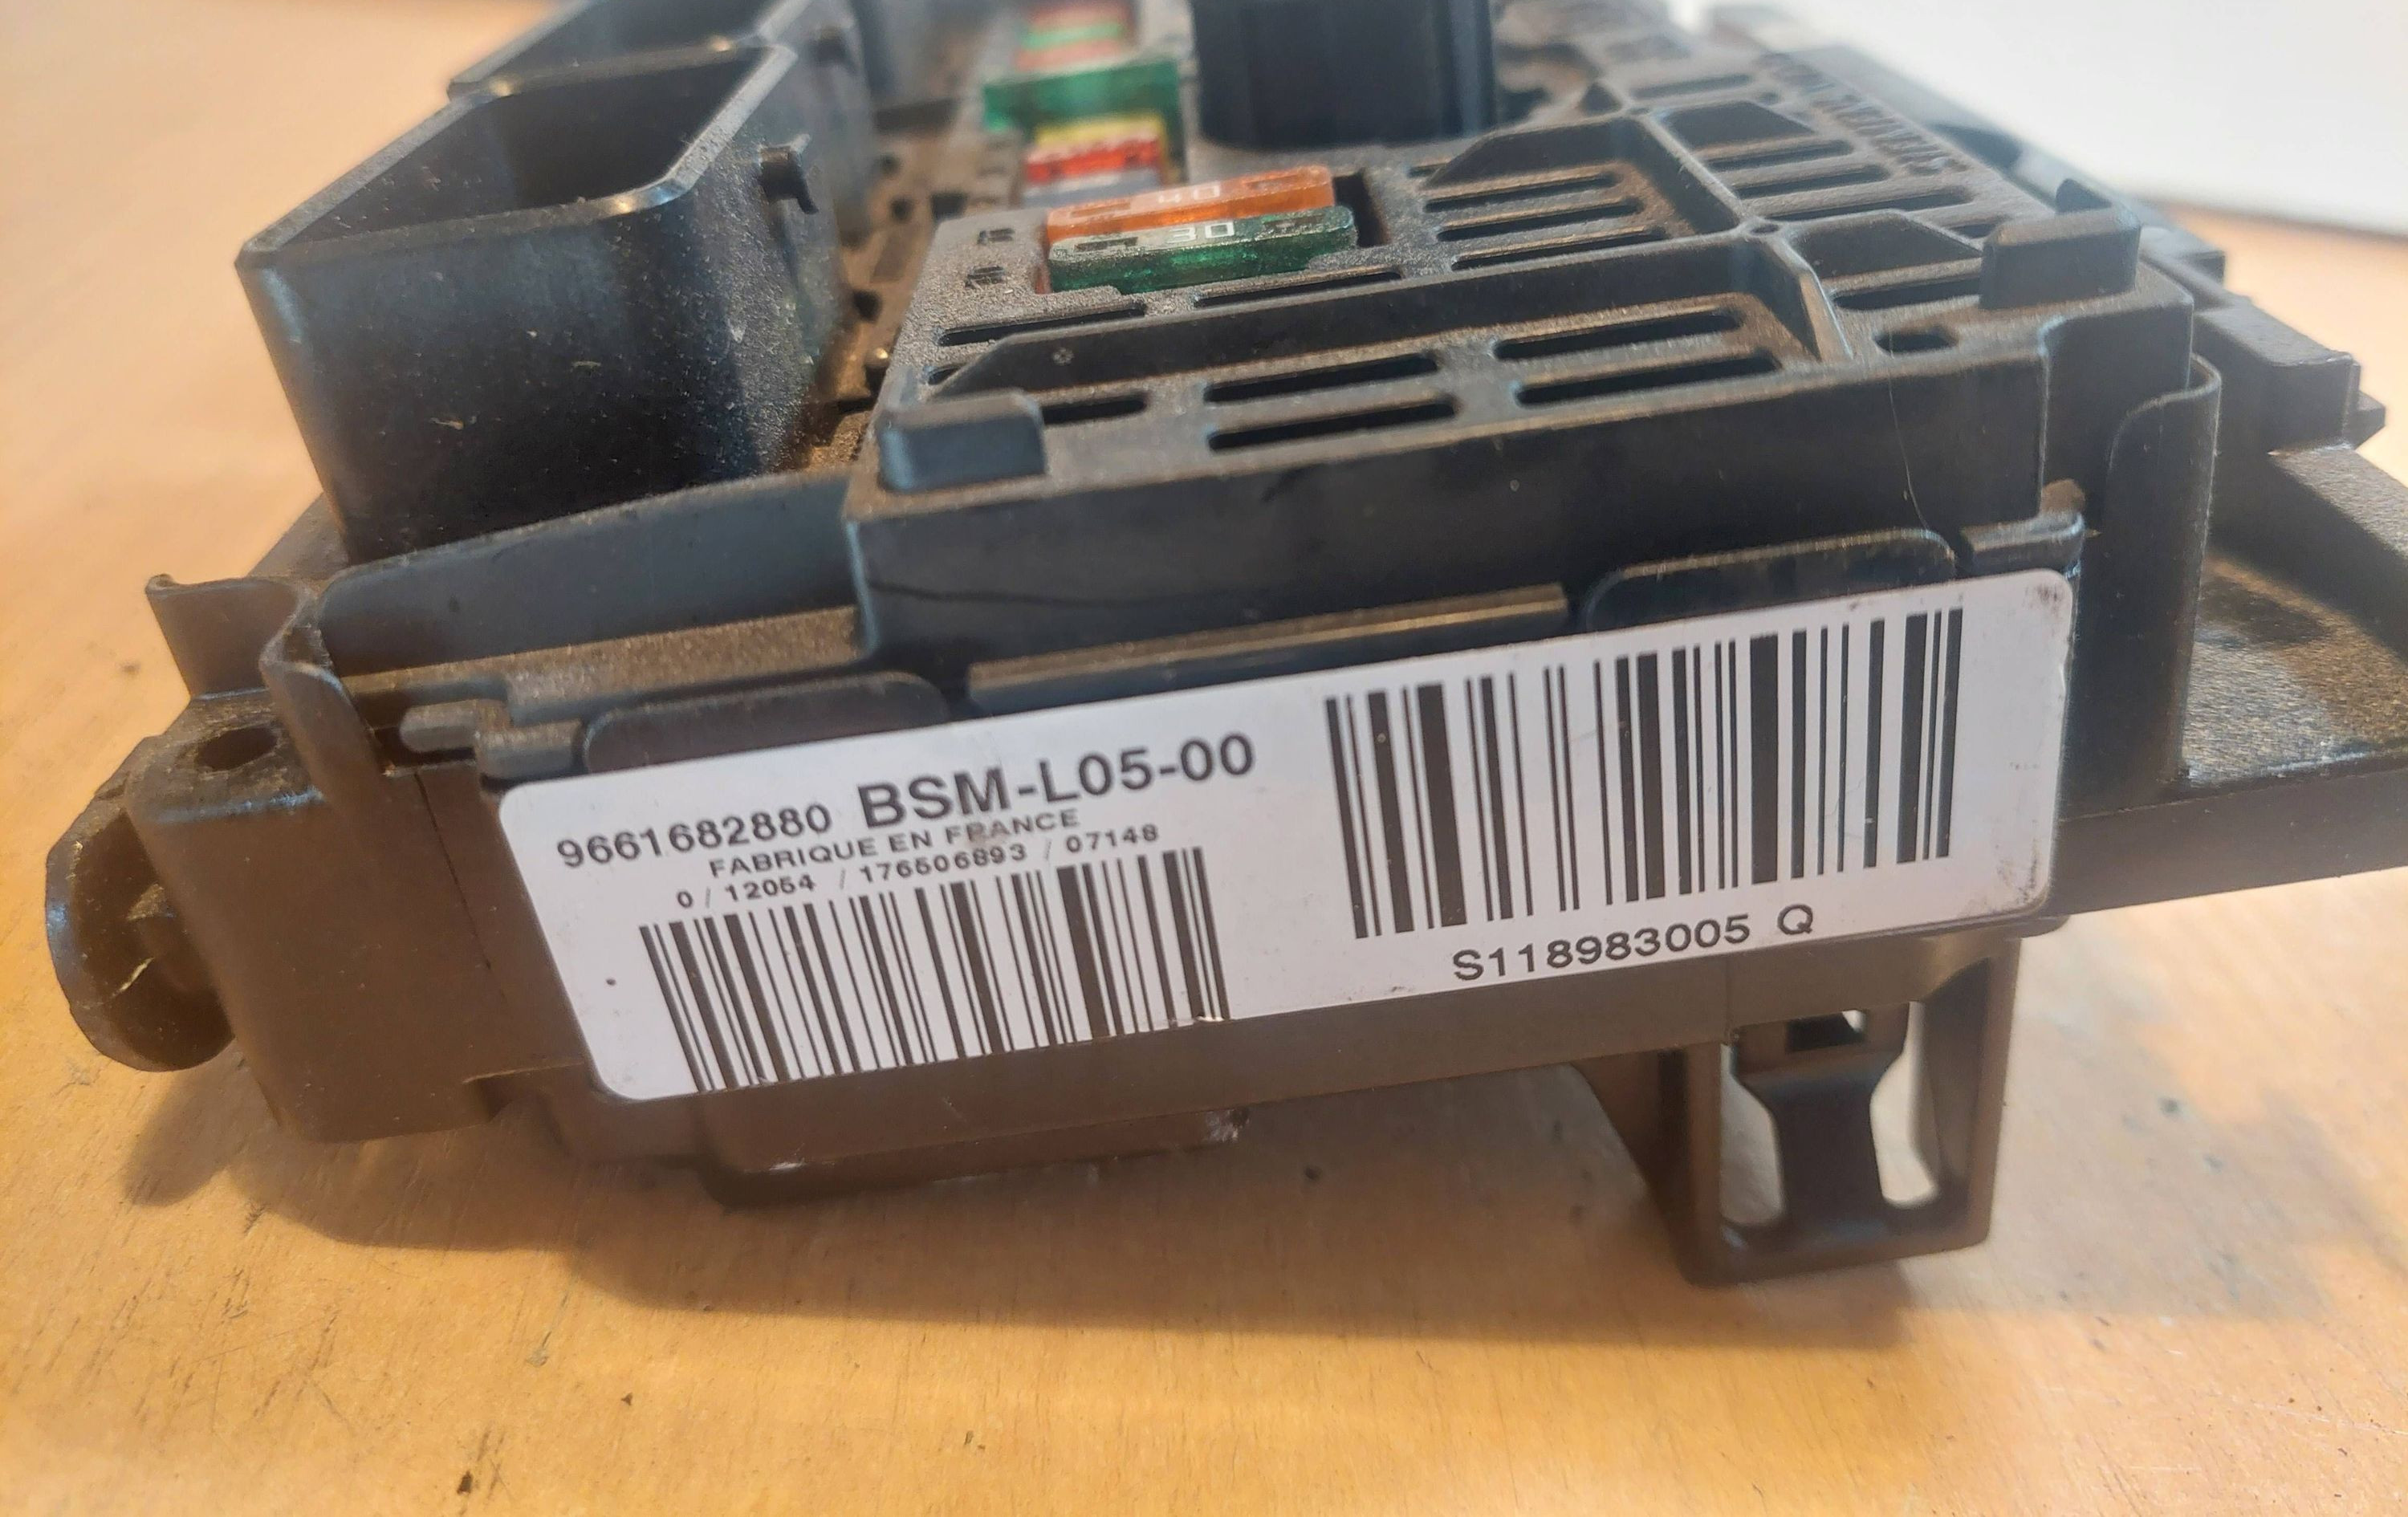 40
30
9661682880 BSM-L05-00
FABRIQUE EN FRANCE
0 / 12054 / 176506893 / 07148
S118983005 Q